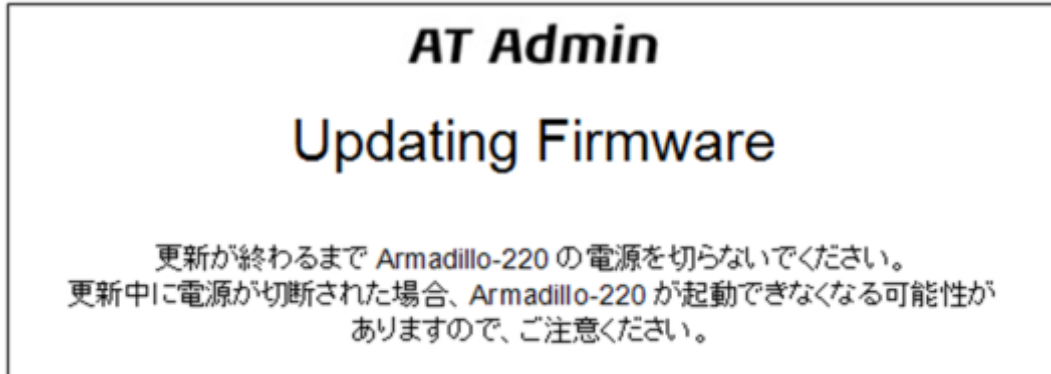 AT Admin
Updating Firmware
更新が終わるまで Armadillo-220 の電源を切らないでください。
更新中に電源が切断された場合、Armadillo-220 が起動できなくなる可能性が
ありますので、ご注意ください。